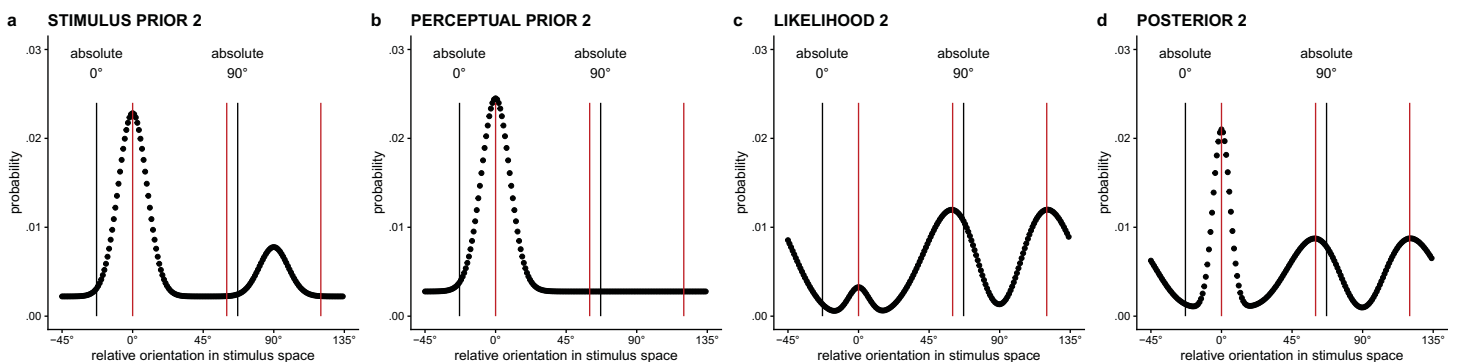 a STIMULUS PRIOR 2
.03
absolute
0°
absolute
90°
.02
probability
.01
.00
−45° 0° 45° 90° 135°
relative orientation in stimulus space
b PERCEPTUAL PRIOR 2
.03
absolute
0°
absolute
90°
.02
probability
.01
.00
−45° 0° 45° 90° 135°
relative orientation in stimulus space
c LIKELIHOOD 2
.03
absolute
0°
absolute
90°
.02
probability
.01
.00
−45° 0° 45° 90° 135°
relative orientation in stimulus space
d POSTERIOR 2
.03
absolute
0°
absolute
90°
.02
probability
.01
.00
−45° 0° 45° 90° 135°
relative orientation in stimulus space